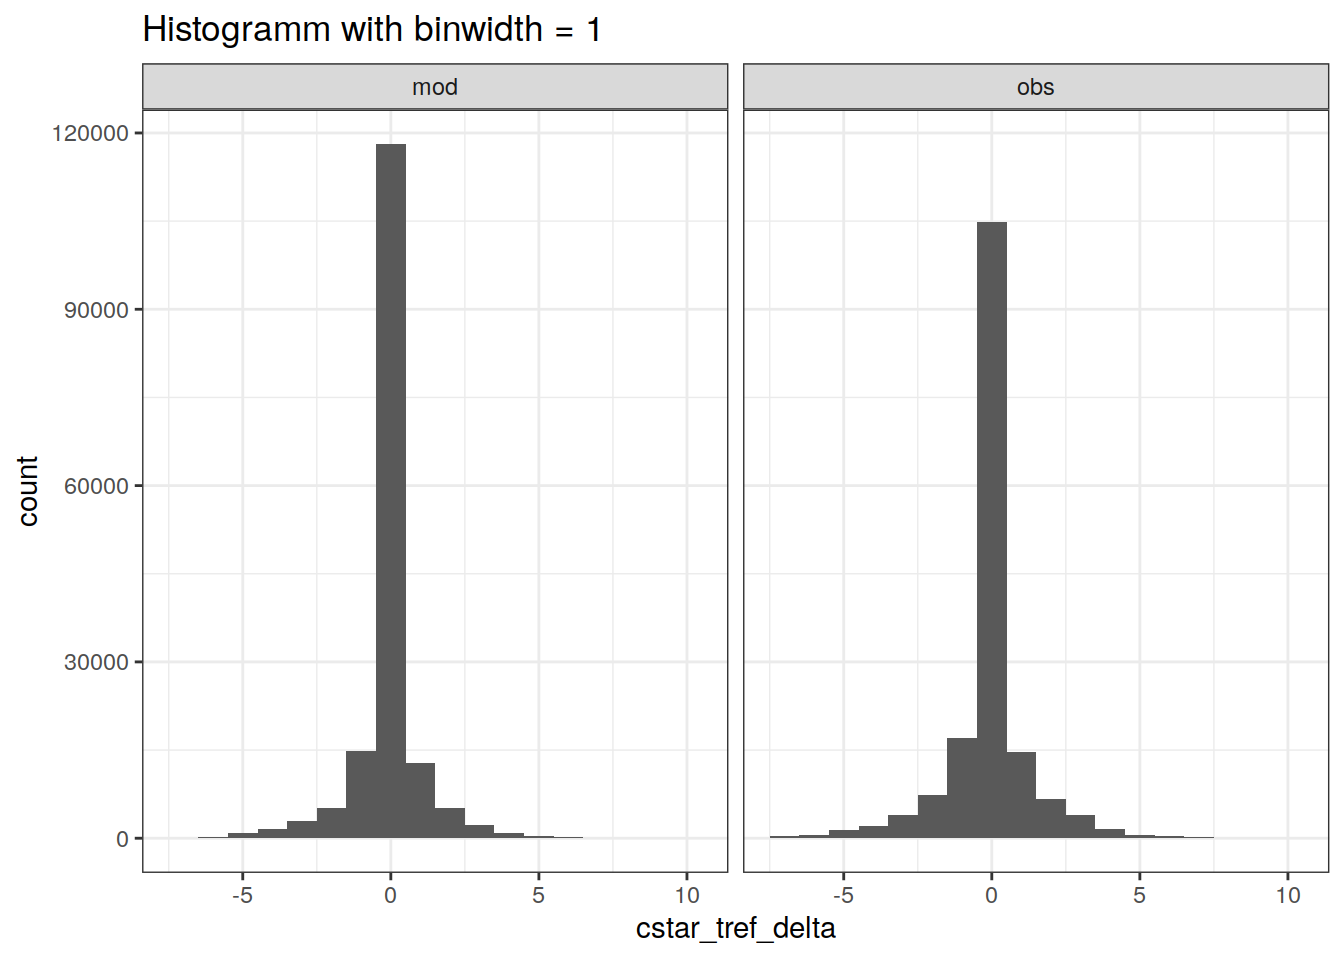 Histogramm with binwidth = 1
mod
obs
120000
90000
60000
30000
0
count
-5 0 5 10
-5 0 5 10
cstar_tref_delta